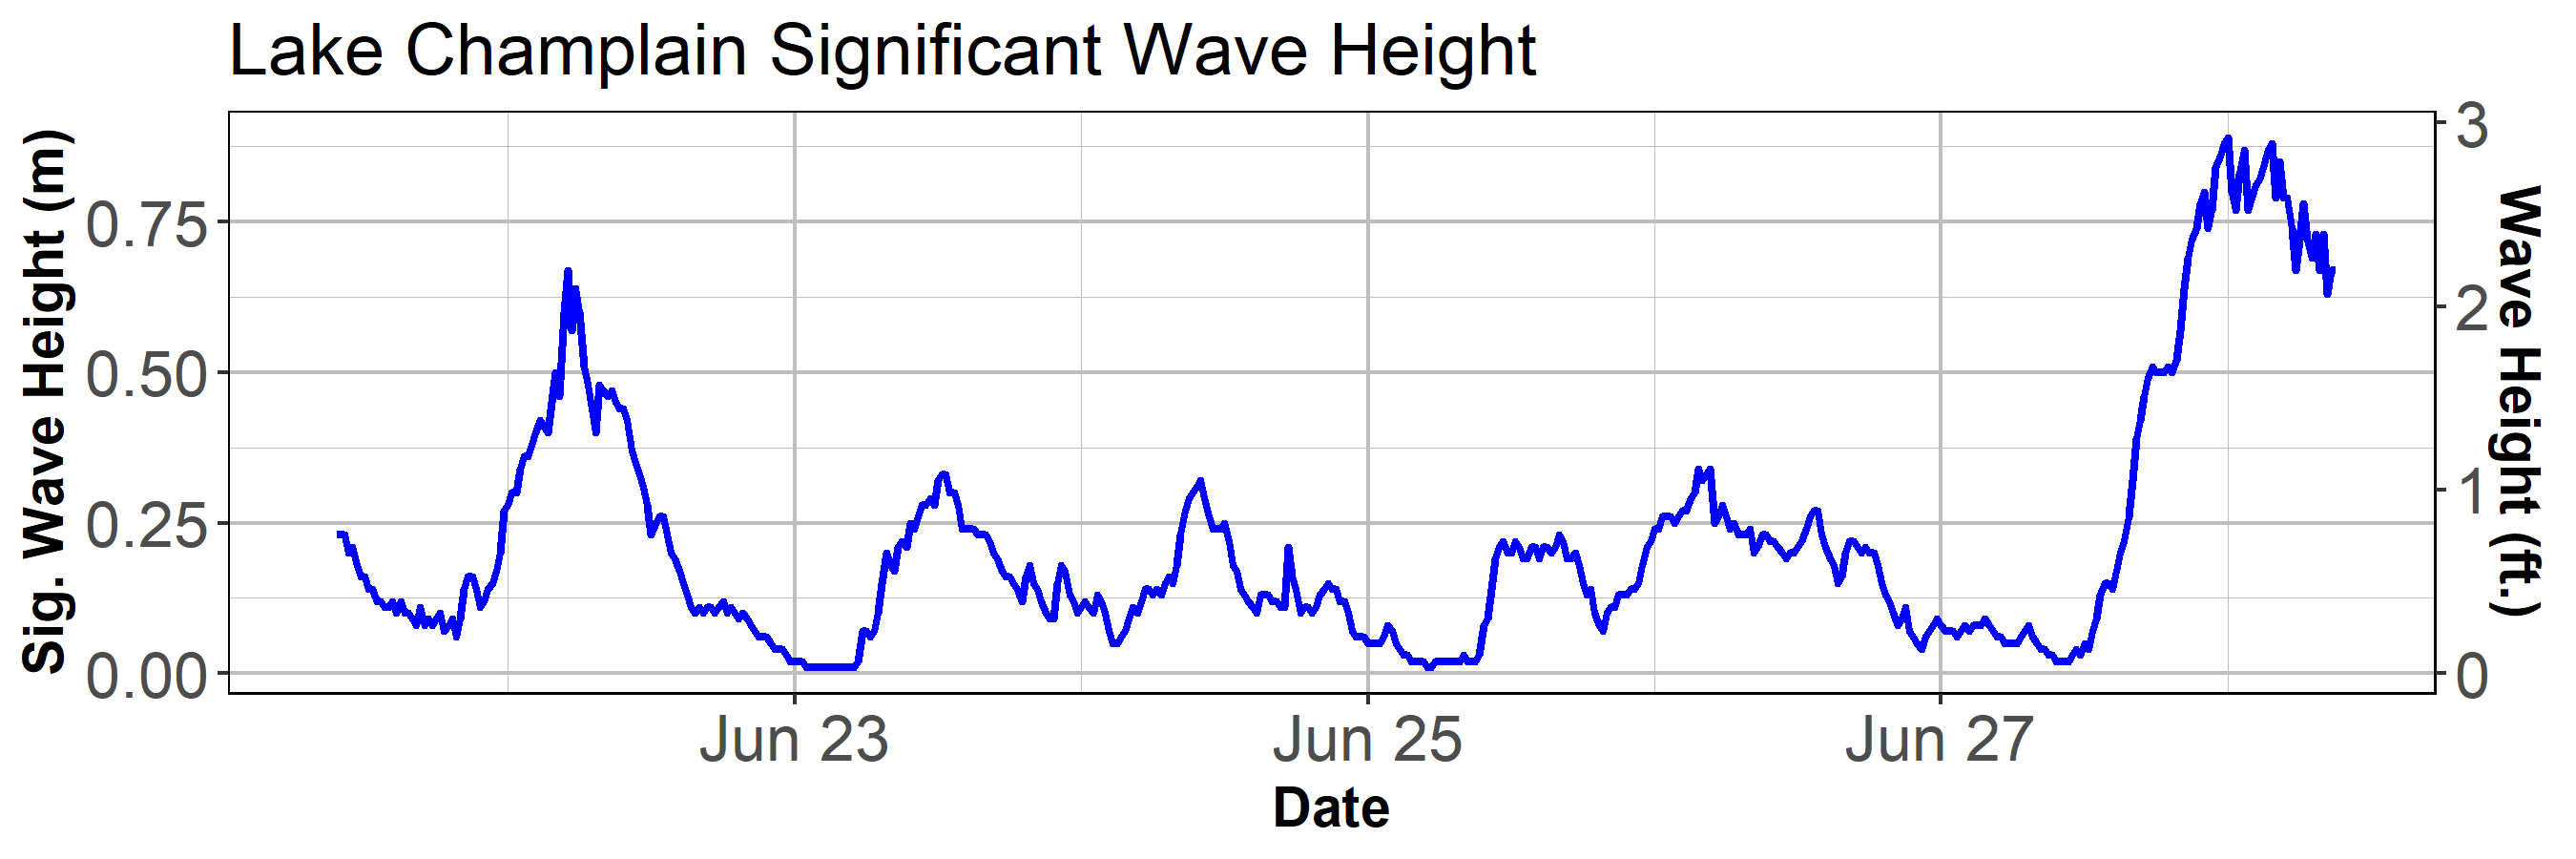 Lake Champlain Significant Wave Height
Sig. Wave Height (m)
0.75
0.50
0.25
0.00
3
2
1
0
Wave Height (ft.)
Jun 23
Jun 25
Jun 27
Date